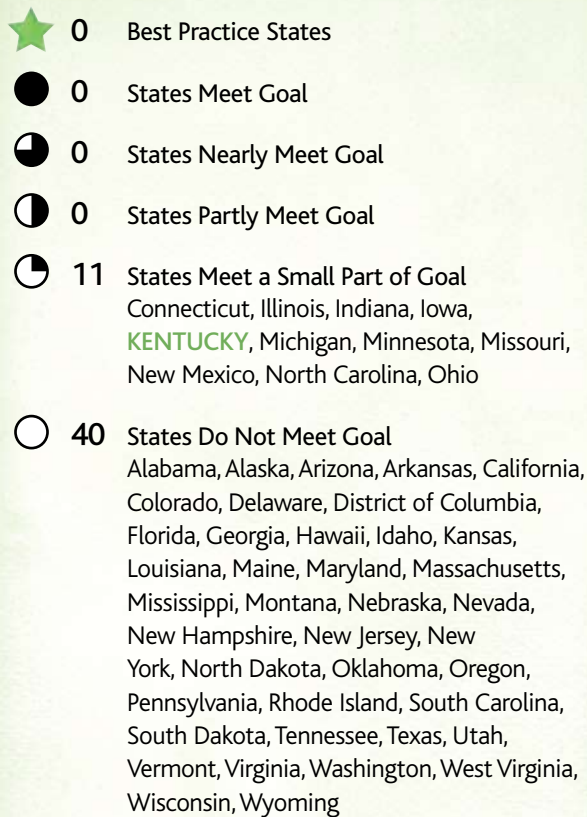 0 Best Practice States
0 States Meet Goal
0 States Nearly Meet Goal
0 States Partly Meet Goal
11 States Meet a Small Part of Goal
Connecticut, Illinois, Indiana, Iowa,
KENTUCKY, Michigan, Minnesota, Missouri,
New Mexico, North Carolina, Ohio
40 States Do Not Meet Goal
Alabama, Alaska, Arizona, Arkansas, California,
Colorado, Delaware, District of Columbia,
Florida, Georgia, Hawaii, Idaho, Kansas,
Louisiana, Maine, Maryland, Massachusetts,
Mississippi, Montana, Nebraska, Nevada,
New Hampshire, New Jersey, New
York, North Dakota, Oklahoma, Oregon,
Pennsylvania, Rhode Island, South Carolina,
South Dakota, Tennessee, Texas, Utah,
Vermont, Virginia, Washington, West Virginia,
Wisconsin, Wyoming